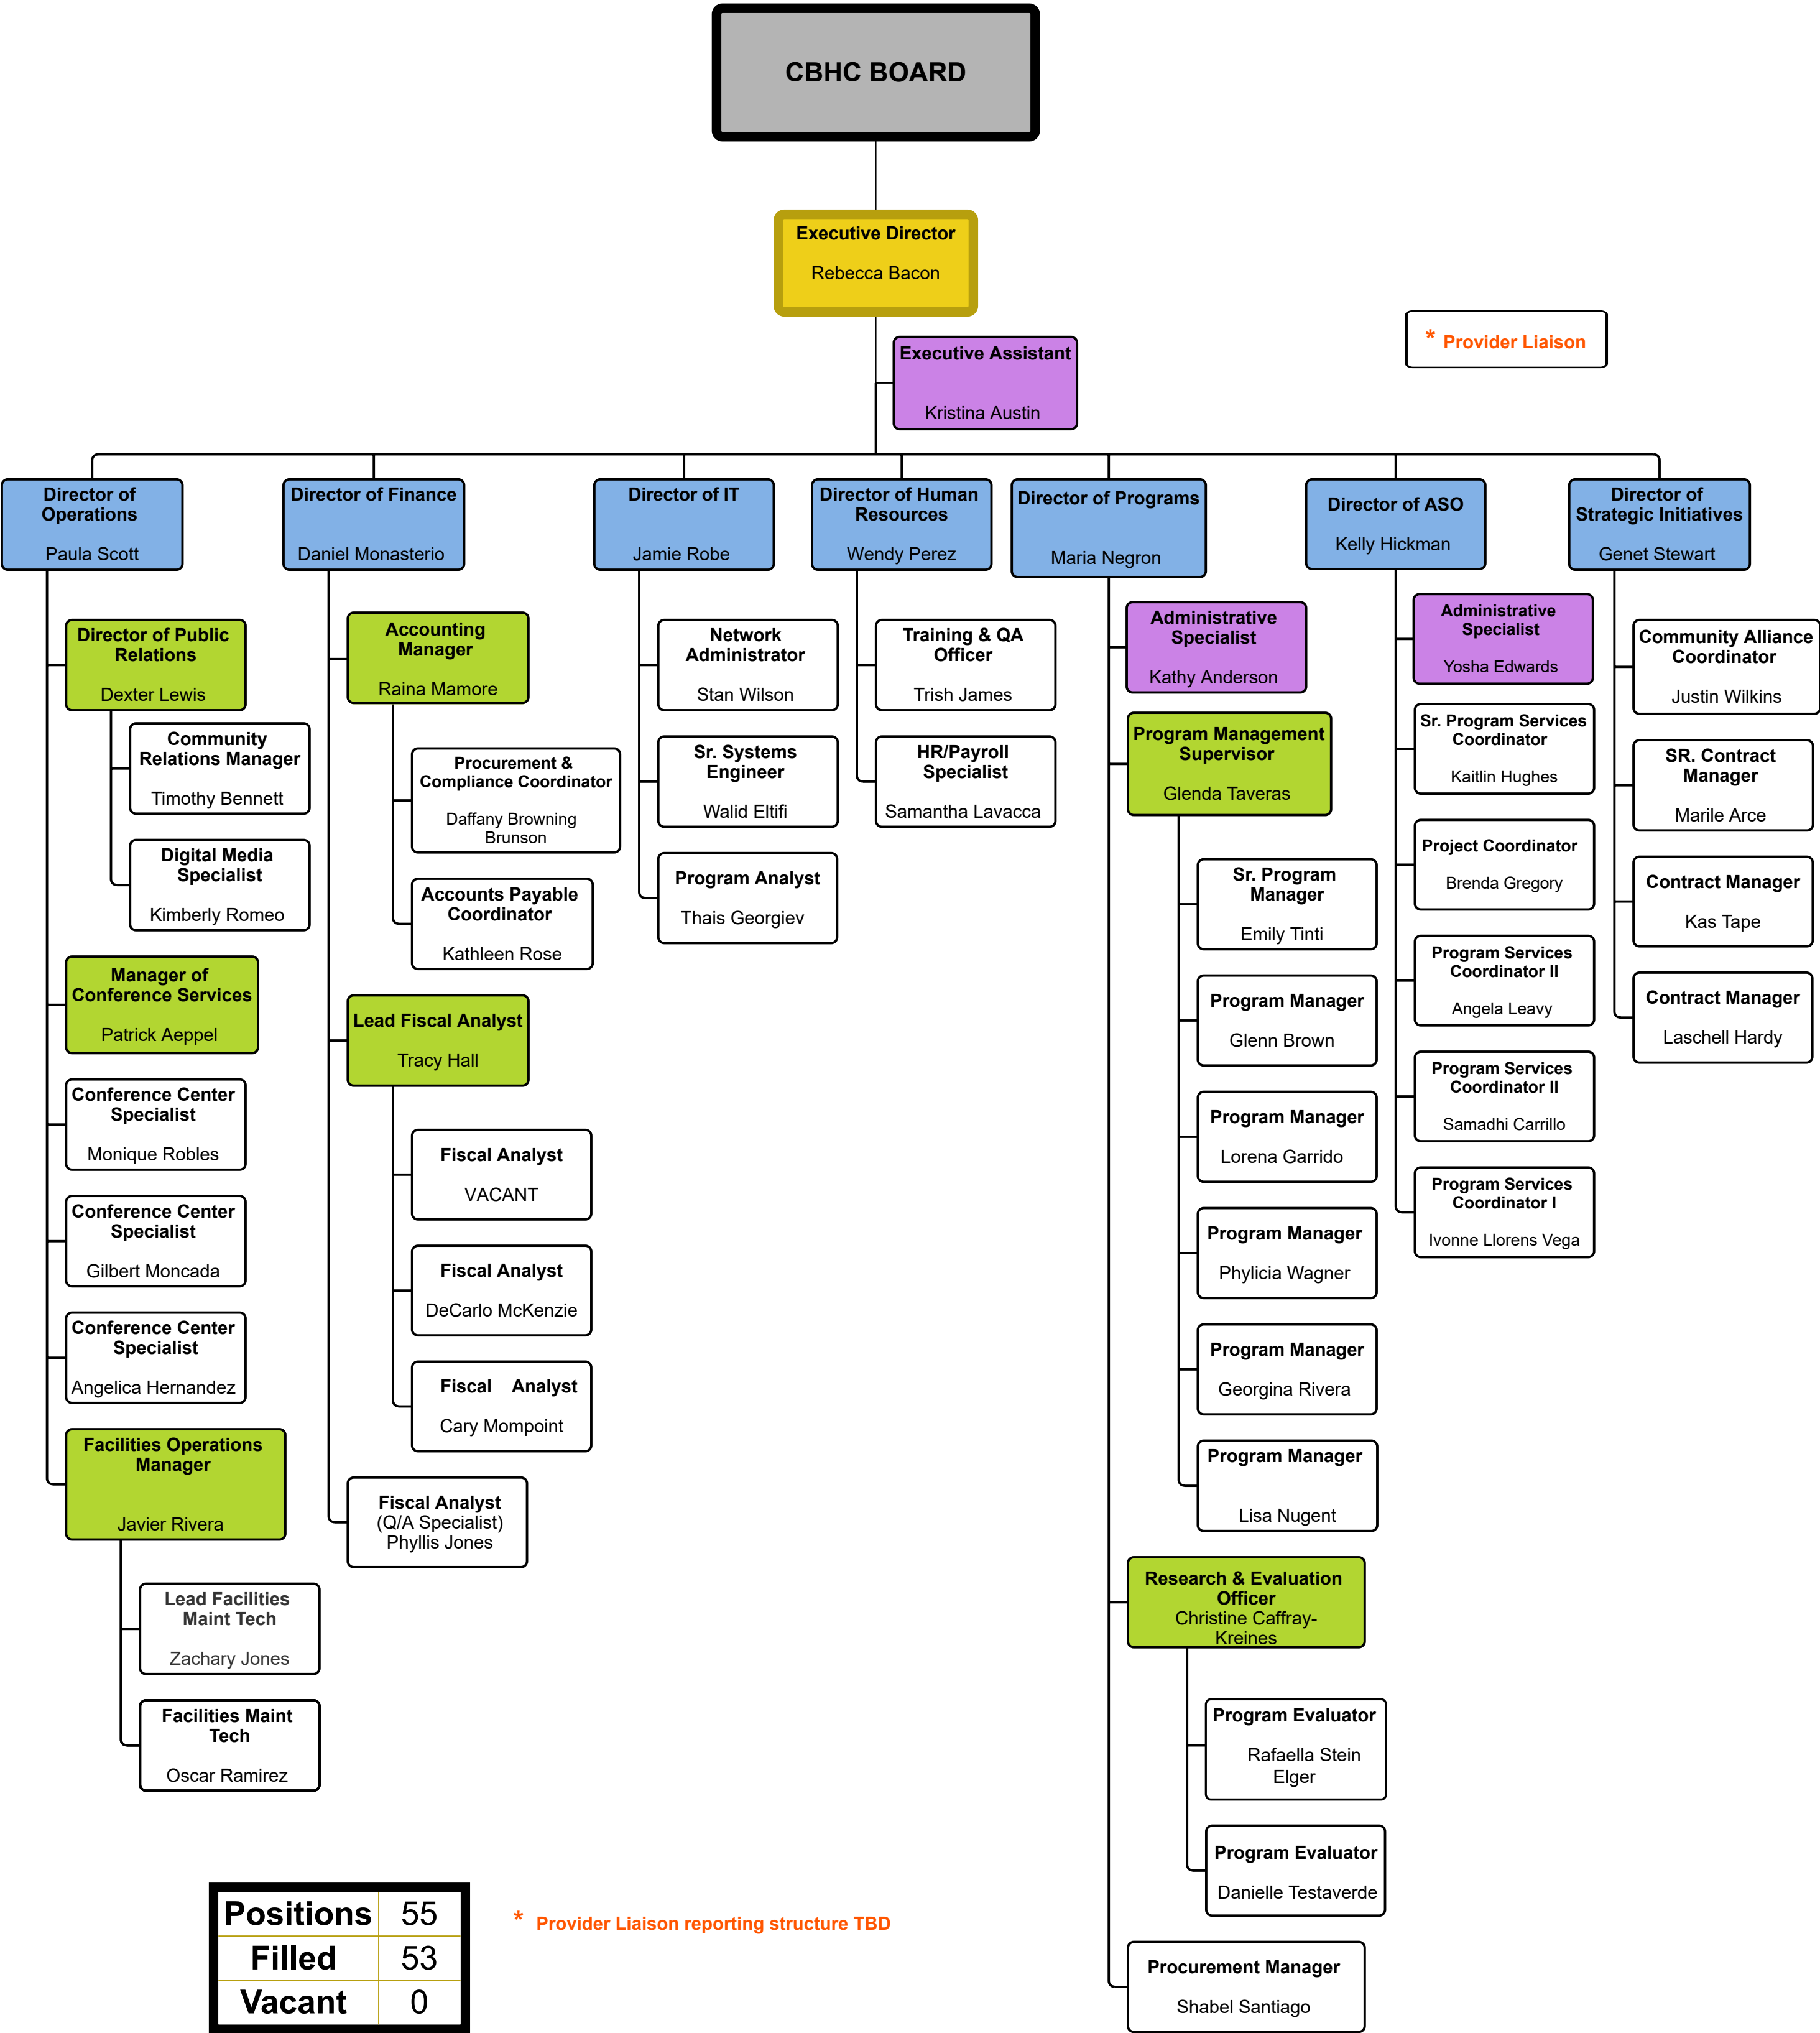 CBHC BOARD
Executive Director
Rebecca Bacon
Executive Assistant
Kristina Austin
* Provider Liaison
Director of
Operations
Paula Scott
Director of Finance
Daniel Monasterio
Director of IT
Jamie Robe
Director of Human
Resources
Wendy Perez
Director of Programs
Maria Negron
Director of ASO
Kelly Hickman
Director of
Strategic Initiatives
Genet Stewart
Director of Public
Relations
Dexter Lewis
Community
Relations Manager
Timothy Bennett
Digital Media
Specialist
Kimberly Romeo
Manager of
Conference Services
Patrick Aeppel
Conference Center
Specialist
Monique Robles
Conference Center
Specialist
Gilbert Moncada
Conference Center
Specialist
Angelica Hernandez
Facilities Operations
Manager
Javier Rivera
Lead Facilities
Maint Tech
Zachary Jones
Facilities Maint
Tech
Oscar Ramirez
Accounting
Manager
Raina Mamore
Procurement &
Compliance Coordinator
Daffany Browning
Brunson
Accounts Payable
Coordinator
Kathleen Rose
Lead Fiscal Analyst
Tracy Hall
Fiscal Analyst
VACANT
Fiscal Analyst
DeCarlo McKenzie
Fiscal Analyst
Cary Mompoint
Fiscal Analyst
(Q/A Specialist)
Phyllis Jones
Network
Administrator
Stan Wilson
Sr. Systems
Engineer
Walid Eltifi
Program Analyst
Thais Georgiev
Training & QA
Officer
Trish James
HR/Payroll
Specialist
Samantha Lavacca
Administrative
Specialist
Kathy Anderson
Program Management
Supervisor
Glenda Taveras
Sr. Program
Manager
Emily Tinti
Program Manager
Glenn Brown
Program Manager
Lorena Garrido
Program Manager
Phylicia Wagner
Program Manager
Georgina Rivera
Program Manager
Lisa Nugent
Research & Evaluation
Officer
Christine Caffray-
Kreines
Program Evaluator
Rafaella Stein
Elger
Program Evaluator
Danielle Testaverde
Procurement Manager
Shabel Santiago
Administrative
Specialist
Yosha Edwards
Sr. Program Services
Coordinator
Kaitlin Hughes
Project Coordinator
Brenda Gregory
Program Services
Coordinator II
Angela Leavy
Program Services
Coordinator II
Samadhi Carrillo
Program Services
Coordinator I
Ivonne Llorens Vega
Community Alliance
Coordinator
Justin Wilkins
SR. Contract
Manager
Marile Arce
Contract Manager
Kas Tape
Contract Manager
Laschell Hardy
Positions 55
Filled 53
Vacant 0
* Provider Liaison reporting structure TBD